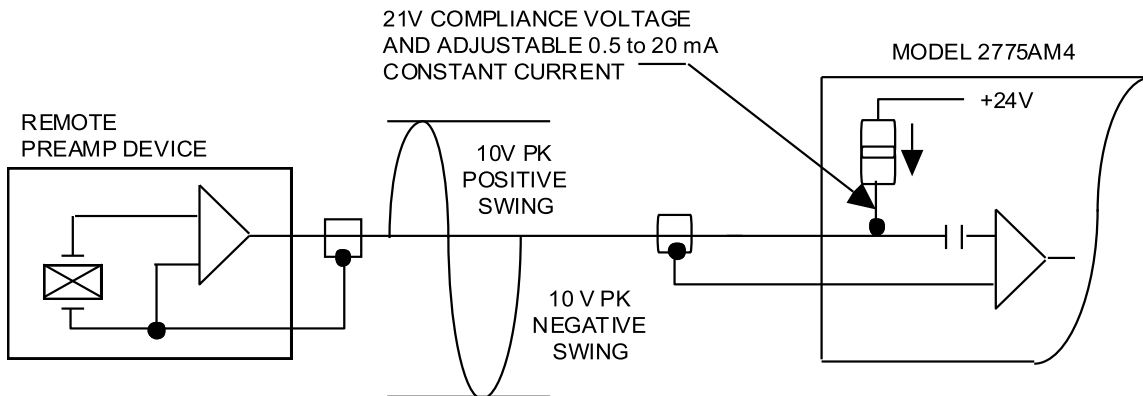 21V COMPLIANCE VOLTAGE
AND ADJUSTABLE 0.5 to 20 mA
CONSTANT CURRENT
MODEL 2775AM4
+24V
REMOTE
PREAMP DEVICE
10V PK
POSITIVE
SWING
10 V PK
NEGATIVE
SWING